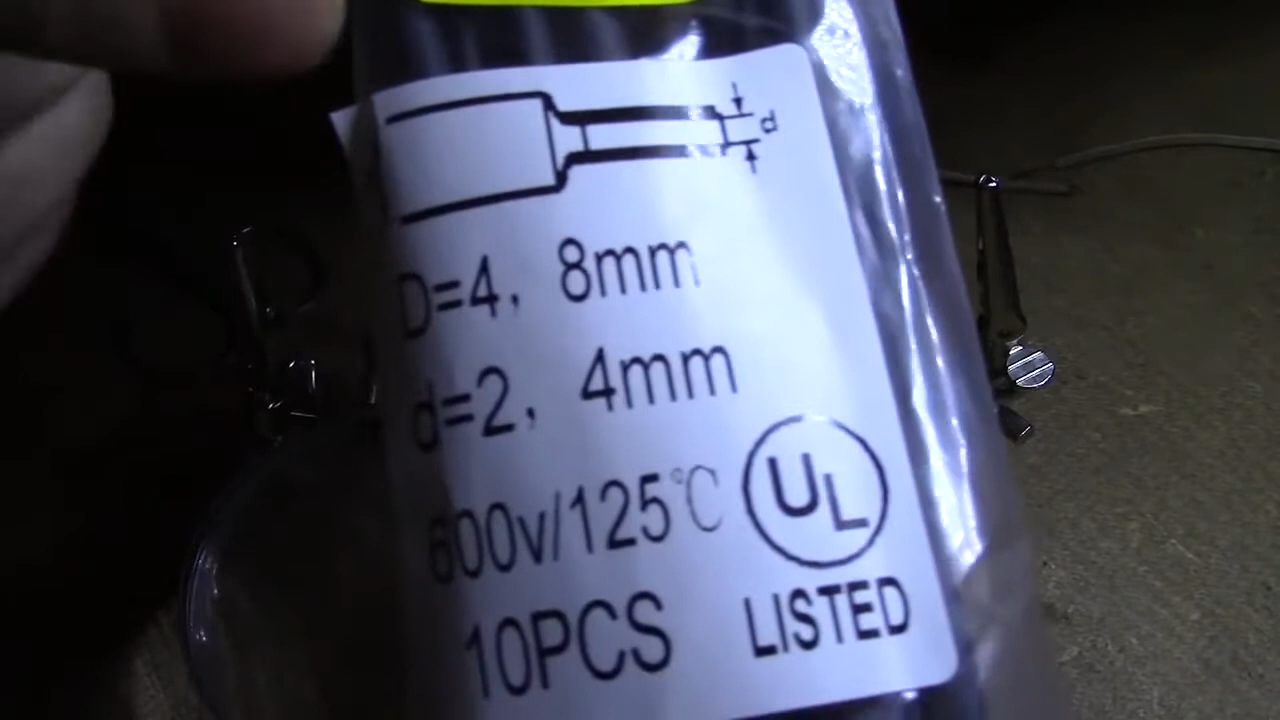 d
D=4, 8mm
d=2, 4mm
600v/125℃
UL
10PCS LISTED